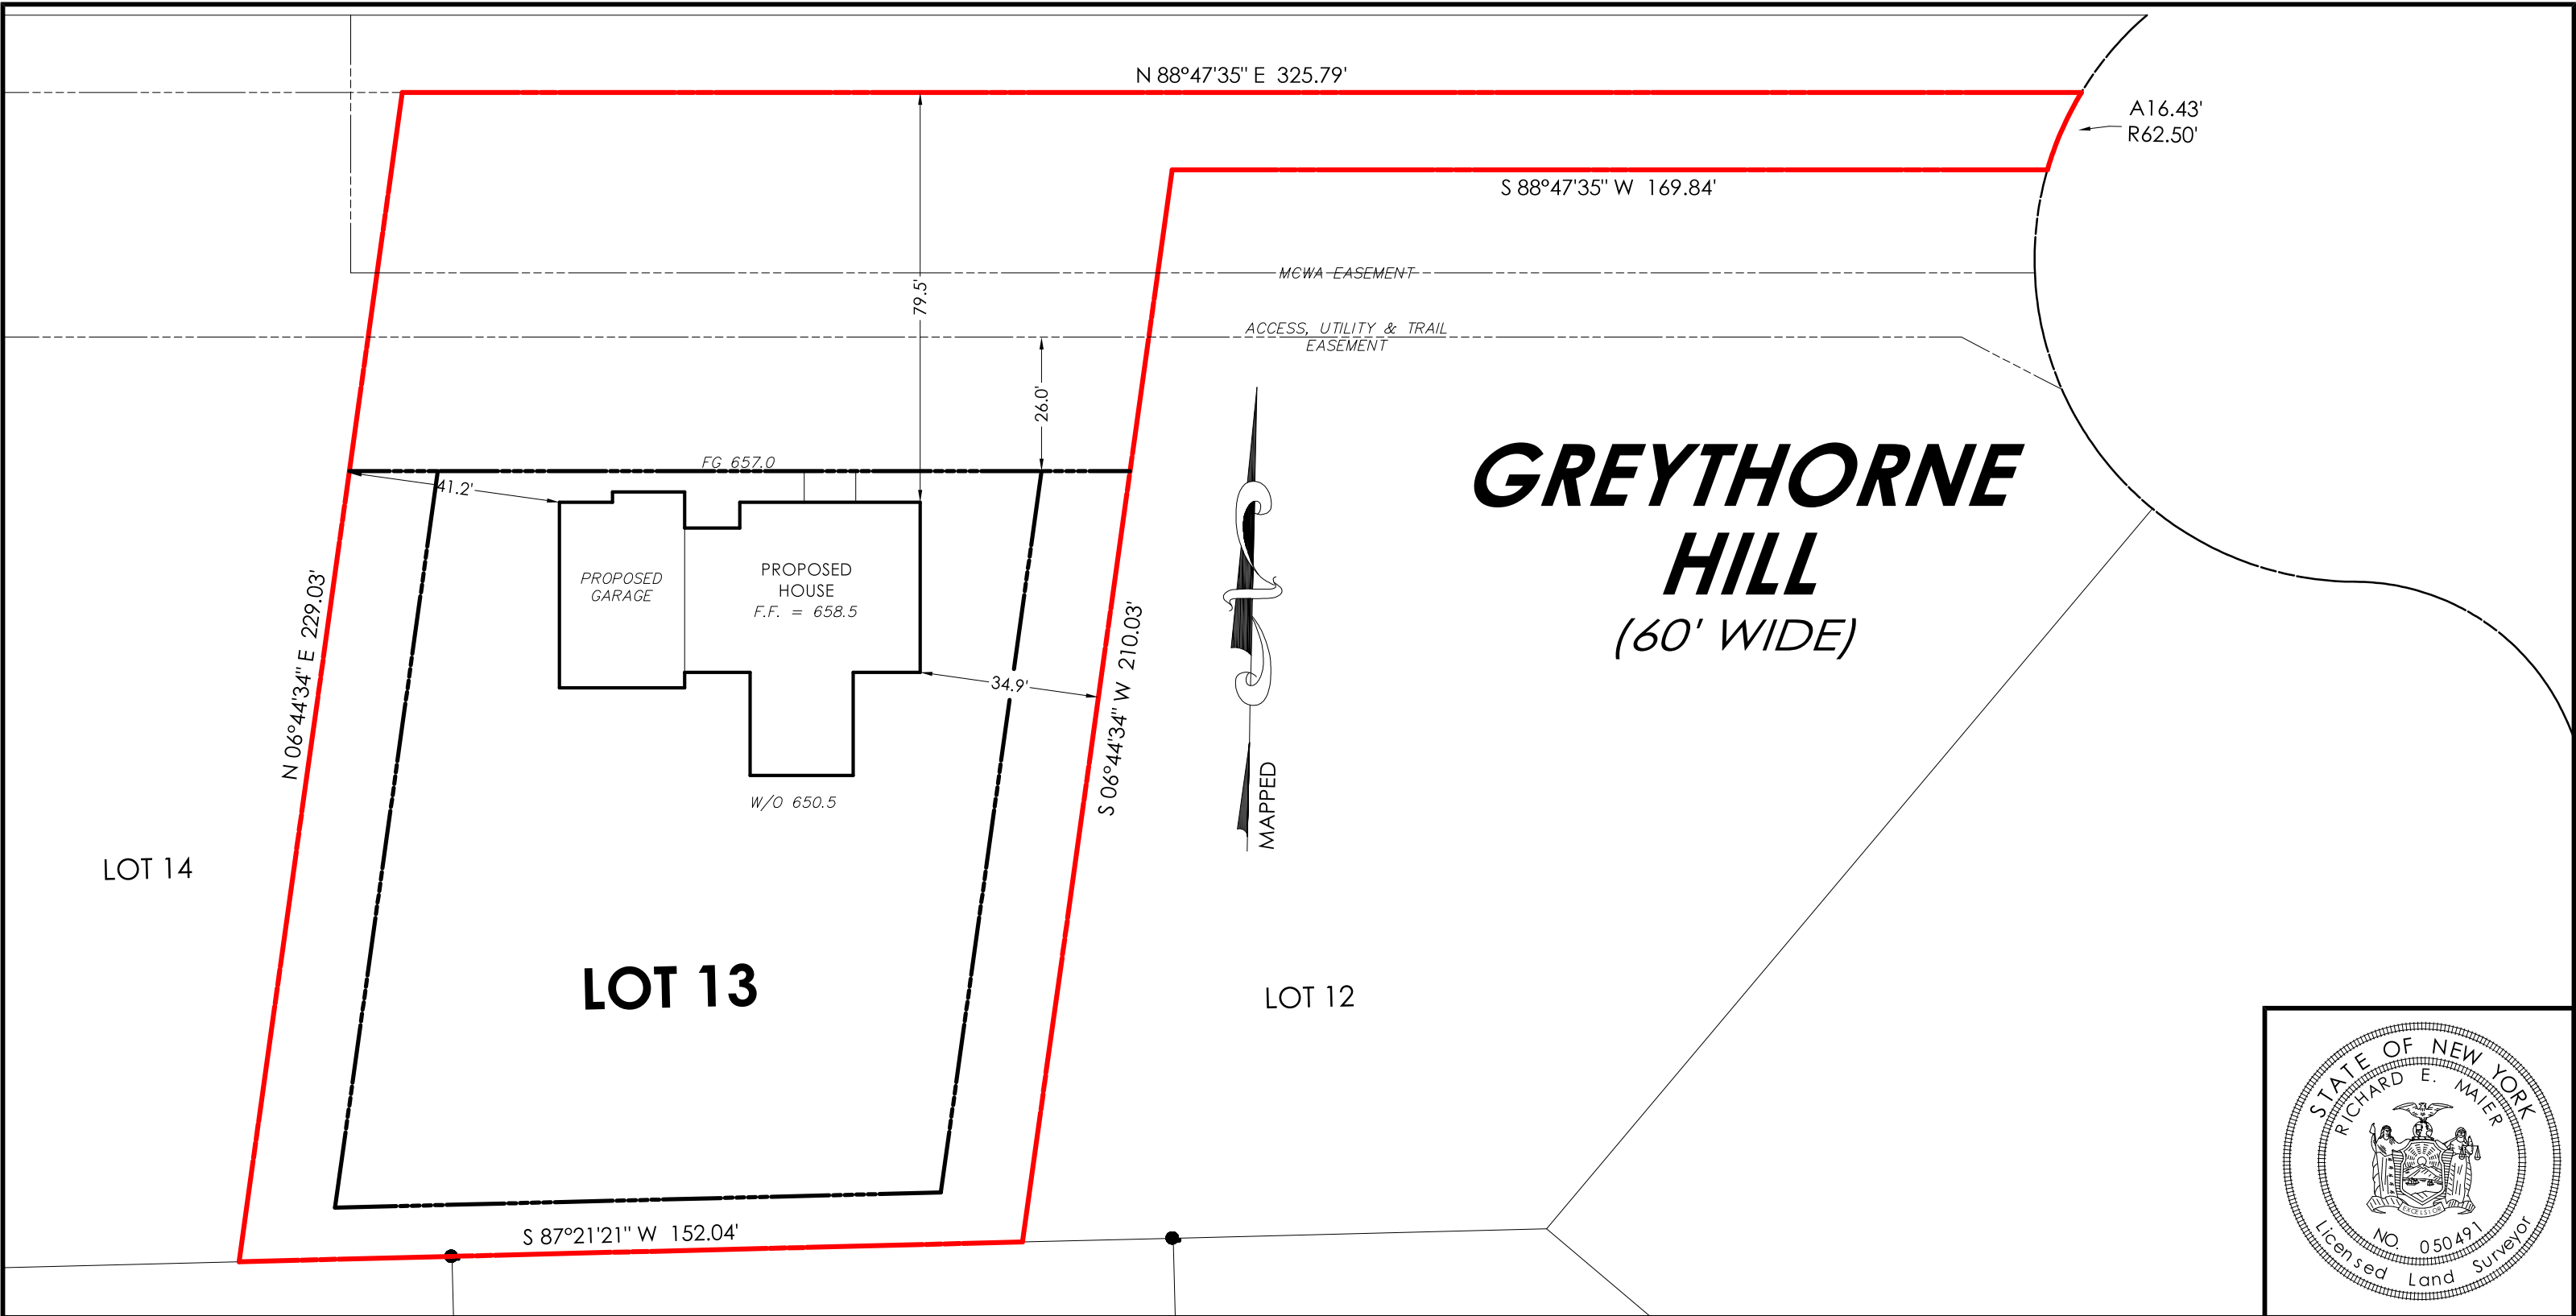 N 88°47'35" E 325.79'
A16.43'
R62.50'
S 88°47'35" W 169.84'
MCWA EASEMENT
79.5'
ACCESS, UTILITY & TRAIL
EASEMENT
26.0'
FG 657.0
41.2'
GREYTHORNE
HILL
(60' WIDE)
PROPOSED
GARAGE
PROPOSED
HOUSE
F.F. = 658.5
N 06°44'34" E 229.03'
34.9'
S 06°44'34" W 210.03'
W/O 650.5
MAPPED
LOT 14
LOT 13
LOT 12
S 87°21'21" W 152.04'
STATE OF NEW YORK
RICHARD E. MAIER
EXCELSIOR
NO. 050491
Licensed Land Surveyor